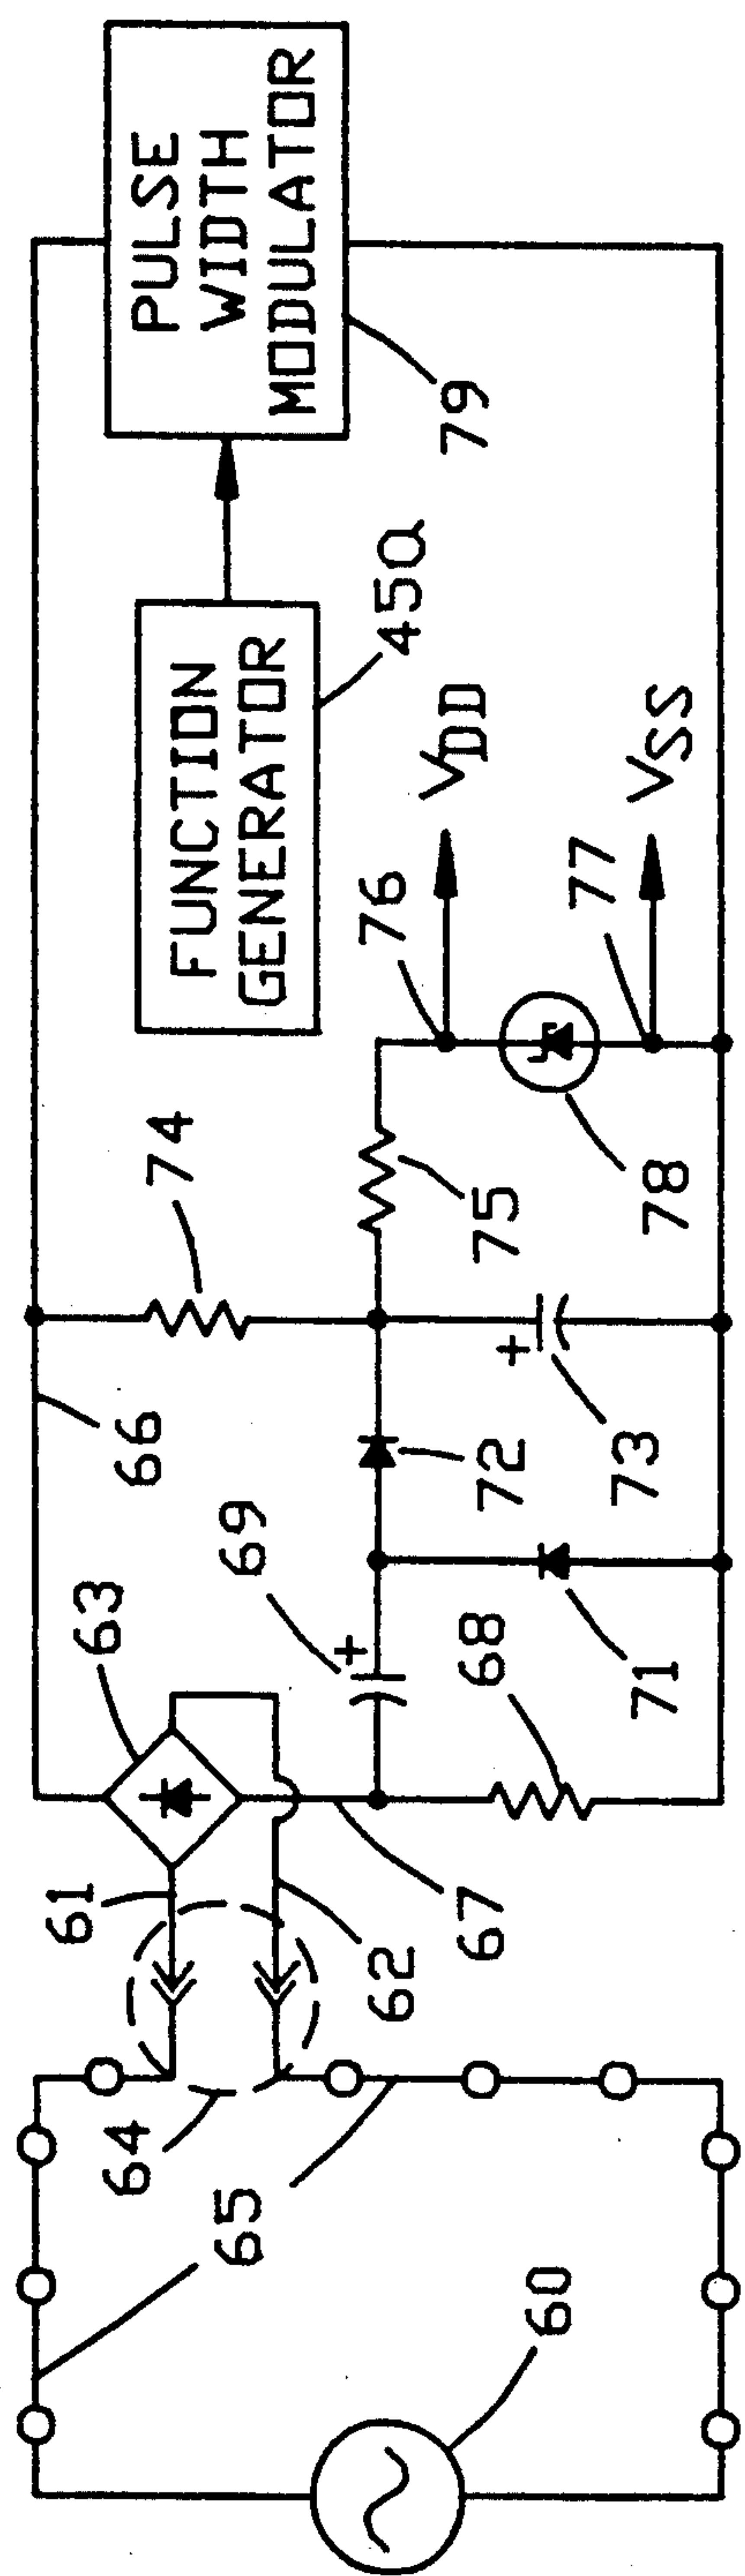 PULSE
WIDTH
MODULATOR
79
FUNCTION
GENERATOR
45Q
VDD
VSS
76
77
78
74
75
66
72
73
69
63
68
71
61
62
67
64
65
60
+
+